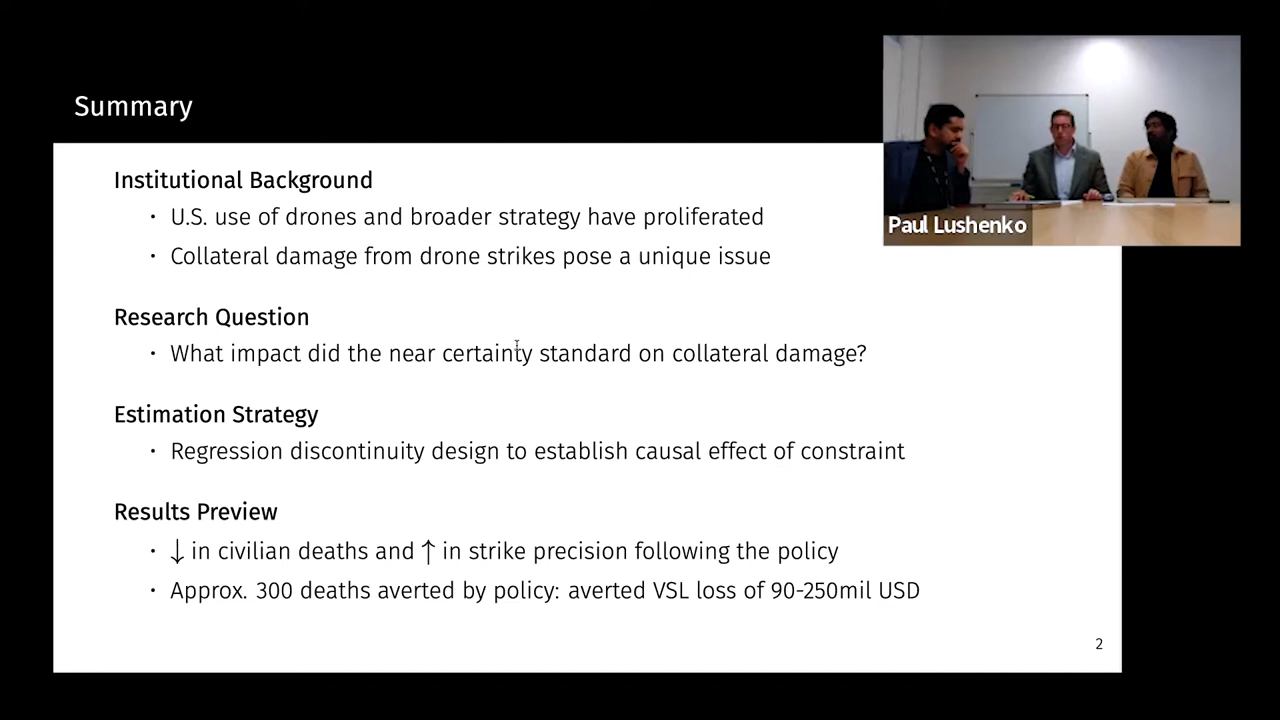 Summary
Paul Lushenko
Institutional Background
· U.S. use of drones and broader strategy have proliferated
· Collateral damage from drone strikes pose a unique issue
Research Question
· What impact did the near certainty standard on collateral damage?
Estimation Strategy
· Regression discontinuity design to establish causal effect of constraint
Results Preview
· ↓ in civilian deaths and ↑ in strike precision following the policy
· Approx. 300 deaths averted by policy: averted VSL loss of 90-250mil USD
2